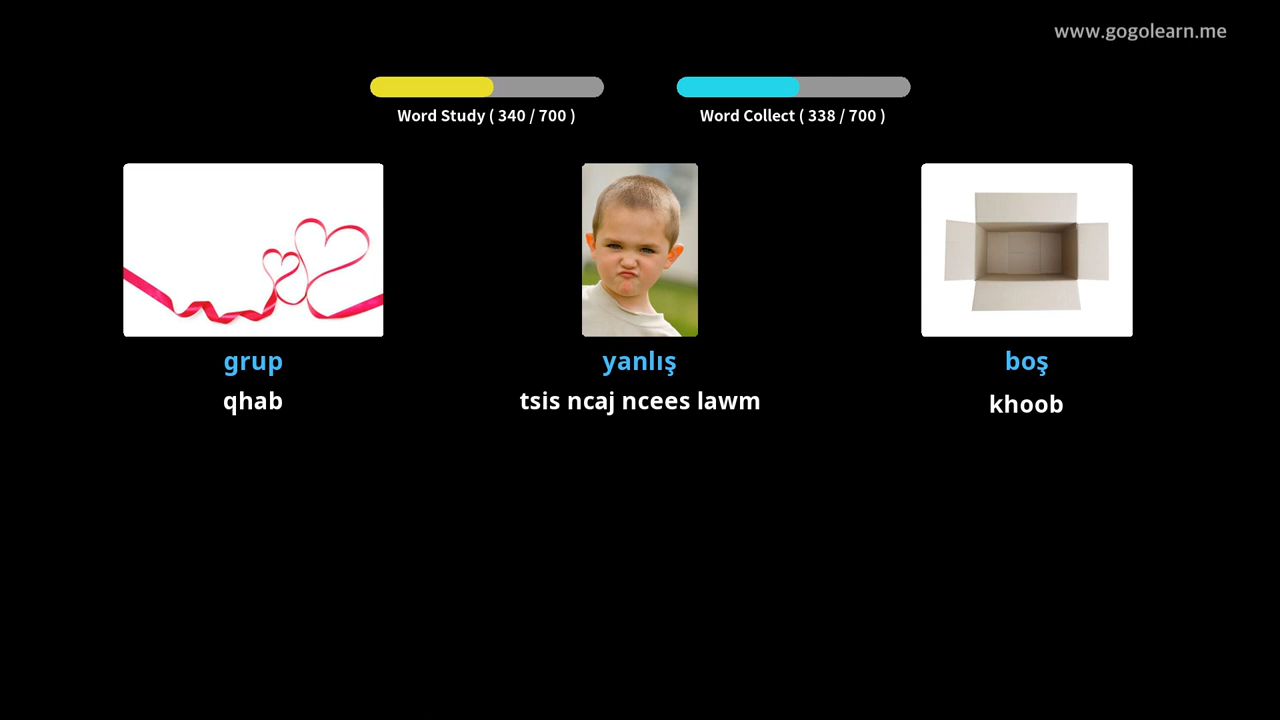 www.gogolearn.me
Word Study ( 340 / 700 )
Word Collect ( 338 / 700 )
grup
yanlış
boş
qhab
tsis ncaj ncees lawm
khoob